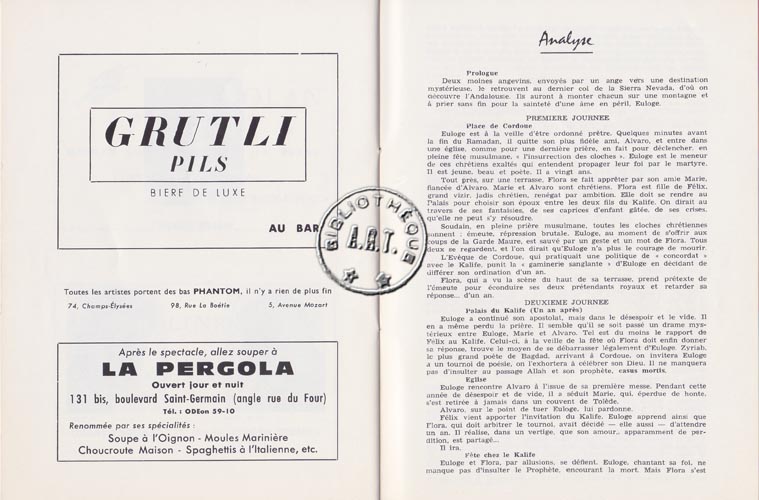 GRUTLI
PILS
BIERE DE LUXE
AU BAR
Toutes les artistes portent des bas PHANTOM, il n'y a rien de plus fin
74, Champs-Élysées 98, Rue La Boétie 5, Avenue Mozart
Après le spectacle, allez souper à
LA PERGOLA
Ouvert jour et nuit
131 bis, boulevard Saint-Germain (angle rue du Four)
Tél. : ODEon 59-10
Renommée par ses spécialités :
Soupe à l'Oignon - Moules Marinière
Choucroute Maison - Spaghettis à l'Italienne, etc.
BIBLIOTHÈQUE
A.R.T.
Analyse
Prologue
Deux moines angevins, envoyés par un ange vers une destination
mystérieuse, se retrouvent au dernier col de la Sierra Nevada, d'où on
découvre l'Andalousie. Ils auront à monter chacun sur une montagne et
à prier sans fin pour la sainteté d'une âme en péril, Euloge.
PREMIERE JOURNEE
Place de Cordoue
Euloge est à la veille d'être ordonné prêtre. Quelques minutes avant
la fin du Ramadan, il quitte son plus fidèle ami, Alvaro, et entre dans
une église, comme pour une dernière prière, en fait pour déclencher, en
pleine fête musulmane, « l'insurrection des cloches ». Euloge est le meneur
de ces chrétiens exaltés qui entendent propager leur foi par le martyre.
Il est jeune, beau et poète. Il a vingt ans.
Tout près, sur une terrasse, Flora se fait apprêter par son amie Marie,
fiancée d'Alvaro. Marie et Alvaro sont chrétiens. Flora est fille de Félix,
grand vizir, jadis chrétien, renégat par ambition. Elle doit se rendre au
Palais pour choisir son époux entre les deux fils du Kalife. On dirait au
travers de ses fantaisies, de ses caprices d'enfant gâtée, de ses crises,
qu'elle ne peut s'y résoudre.
Soudain, en pleine prière musulmane, toutes les cloches chrétiennes
sonnent : émeute, répression brutale. Euloge, au moment de s'offrir aux
coups de la Garde Maure, est sauvé par un geste et un mot de Flora. Tous
deux se regardent, et l'on dirait qu'Euloge n'a plus le courage de mourir.
L'Evêque de Cordoue, qui pratiquait une politique de « concordat »
avec le Kalife, punit la « gaminerie sanglante » d'Euloge en décidant de
différer son ordination d'un an.
Flora, qui a vu la scène du haut de sa terrasse, prend prétexte de
l'émeute pour éconduire ses deux prétendants royaux et retarder sa
réponse... d'un an.
DEUXIEME JOURNEE
Palais du Kalife (Un an après)
Euloge a continué son apostolat, mais dans le désespoir et le vide. Il
en a même perdu la prière. Il semble qu'il se soit passé un drame mys-
térieux entre Euloge, Marie et Alvaro. Tel est du moins le rapport de
Félix au Kalife. Celui-ci, à la veille de la fête où Flora doit enfin donner
sa réponse, trouve le moyen de se débarrasser légalement d'Euloge. Zyriab,
le plus grand poète de Bagdad, arrivant à Cordoue, on invitera Euloge
a un tournoi de poésie, on l'exhortera à célébrer son Dieu. Il ne manquera
pas d'insulter au passage Allah et son prophète, casus mortis.
Eglise
Euloge rencontre Alvaro à l'issue de sa première messe. Pendant cette
année de désespoir et de vide, il a séduit Marie, qui, éperdue de honte,
s'est retirée à jamais dans un couvent de Tolède.
Alvaro, sur le point de tuer Euloge, lui pardonne.
Félix vient apporter l'invitation du Kalife. Euloge apprend ainsi que
Flora, qui doit arbitrer le tournoi, avait décidé — elle aussi — d'attendre
un an. Il réalise, dans un vertige, que son amour, apparemment de per-
dition, est partagé...
Il ira.
Fête chez le Kalife
Euloge et Flora, par allusions, se défient. Euloge, chantant sa foi, ne
manque pas d'insulter le Prophète, encourant la mort. Mais Flora s'est